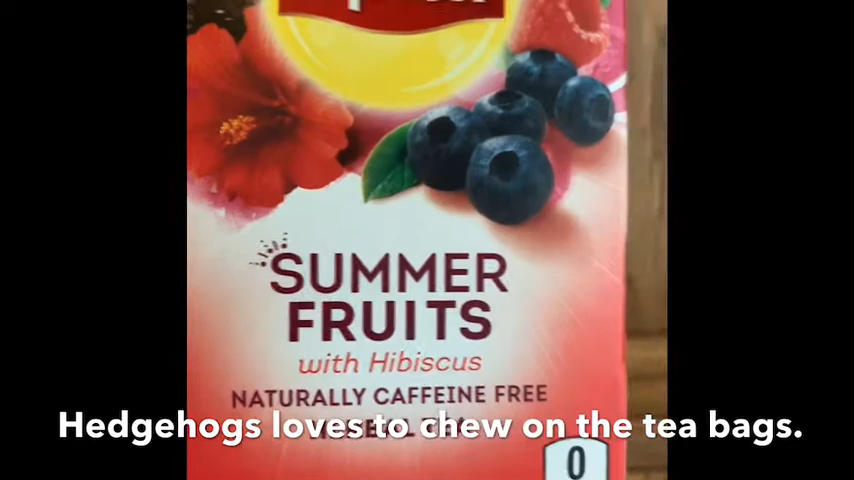 SUMMER
FRUITS
with Hibiscus
NATURALLY CAFFEINE FREE
Hedgehogs loves to chew on the tea bags.
0